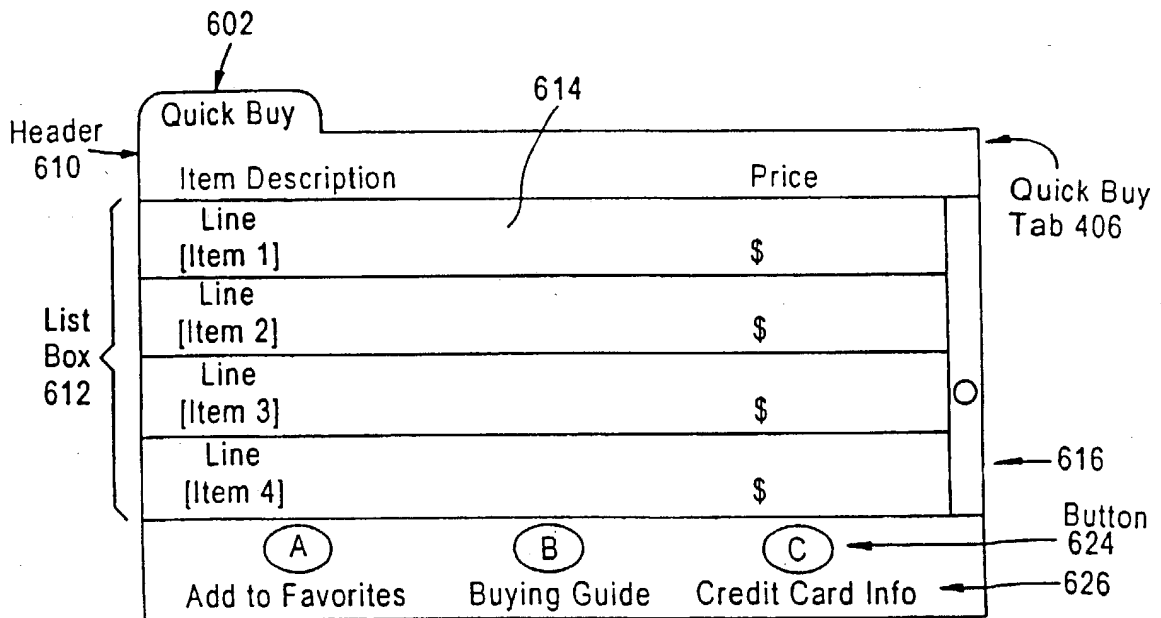 602
Quick Buy
614
Header
610
Item Description Price
Quick Buy
Tab 406
Line
[Item 1] $
Line
[Item 2] $
List
Box
612
Line
[Item 3] $
Line
[Item 4] $
616
A B C
Button
624
Add to Favorites Buying Guide Credit Card Info
626